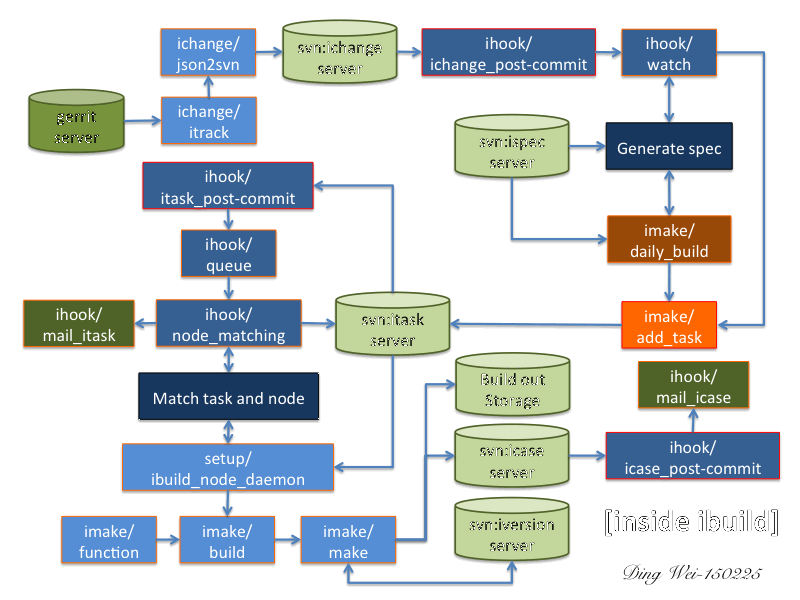 ichange/
json2svn
svn:ichange
server
ihook/
ichange_post-commit
ihook/
watch
gerrit
server
ichange/
itrack
svn:ispec
server
Generate spec
ihook/
itask_post-commit
ihook/
queue
imake/
daily_build
ihook/
mail_itask
ihook/
node_matching
svn:itask
server
imake/
add_task
Match task and node
Build out
Storage
ihook/
mail_icase
setup/
ibuild_node_daemon
svn:icase
server
ihook/
icase_post-commit
imake/
function
imake/
build
imake/
make
svn:iversion
server
[inside ibuild]
Ding Wei-150225